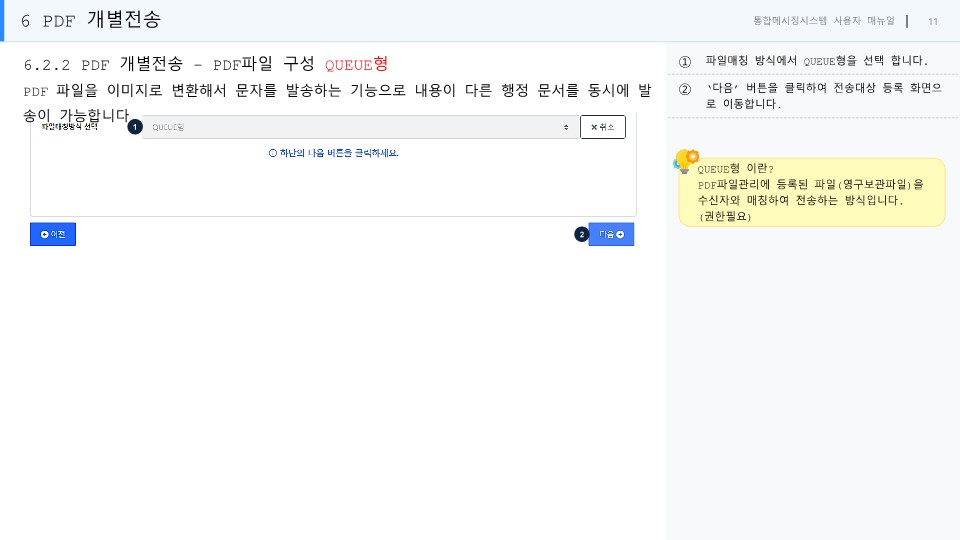 6 PDF 개별전송
통합메시징시스템 사용자 매뉴얼 | 11
6.2.2 PDF 개별전송 – PDF파일 구성 QUEUE형
PDF 파일을 이미지로 변환해서 문자를 발송하는 기능으로 내용이 다른 행정 문서를 동시에 발
송이 가능합니다
파일매칭방식 선택 1 QUEUE형 취소
하단의 다음 버튼을 클릭하세요.
이전 2 다음
① 파일매칭 방식에서 QUEUE형을 선택 합니다.
② ‘다음’ 버튼을 클릭하여 전송대상 등록 화면으
로 이동합니다.
QUEUE형 이란?
PDF파일관리에 등록된 파일(영구보관파일)을
수신자와 매칭하여 전송하는 방식입니다.
(권한필요)